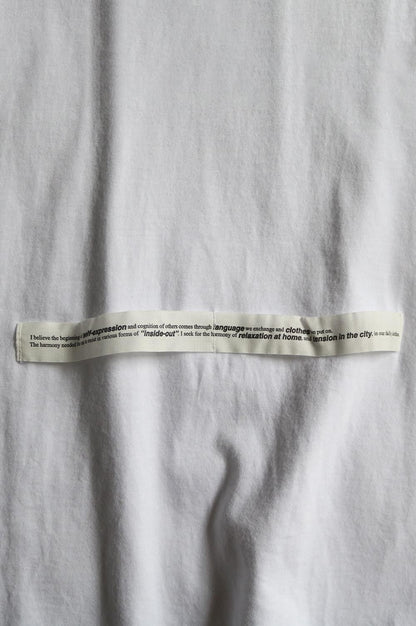 I believe the beginning of self-expression and cognition of others comes through language we exchange and clothes we put on.
The harmony needed in various forms of "inside-out". I seek for the harmony of relaxation at home, and tension in the city, in our daily